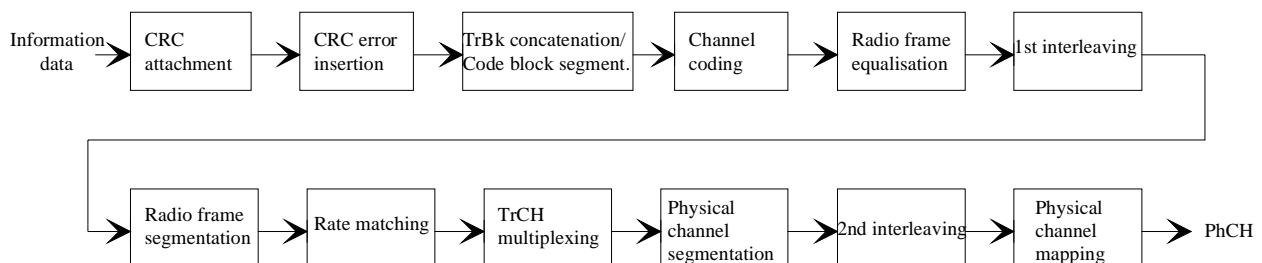 Information
data
CRC
attachment
CRC error
insertion
TrBk concatenation/
Code block segment.
Channel
coding
Radio frame
equalisation
1st interleaving
Radio frame
segmentation
Rate matching
TrCH
multiplexing
Physical
channel
segmentation
2nd interleaving
Physical
channel
mapping
PhCH